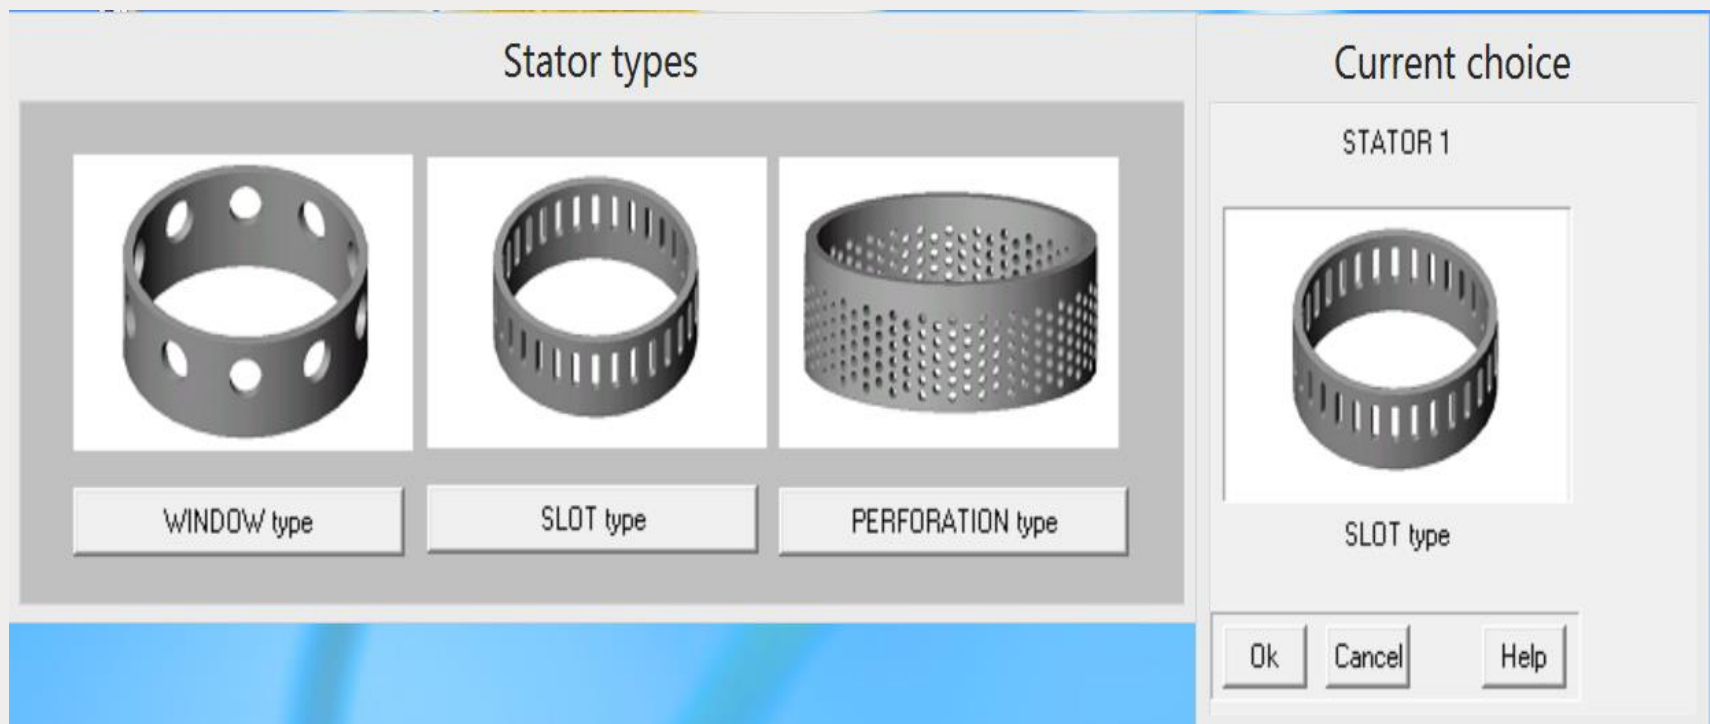 Stator types
WINDOW type
SLOT type
PERFORATION type
Current choice
STATOR 1
SLOT type
Ok
Cancel
Help